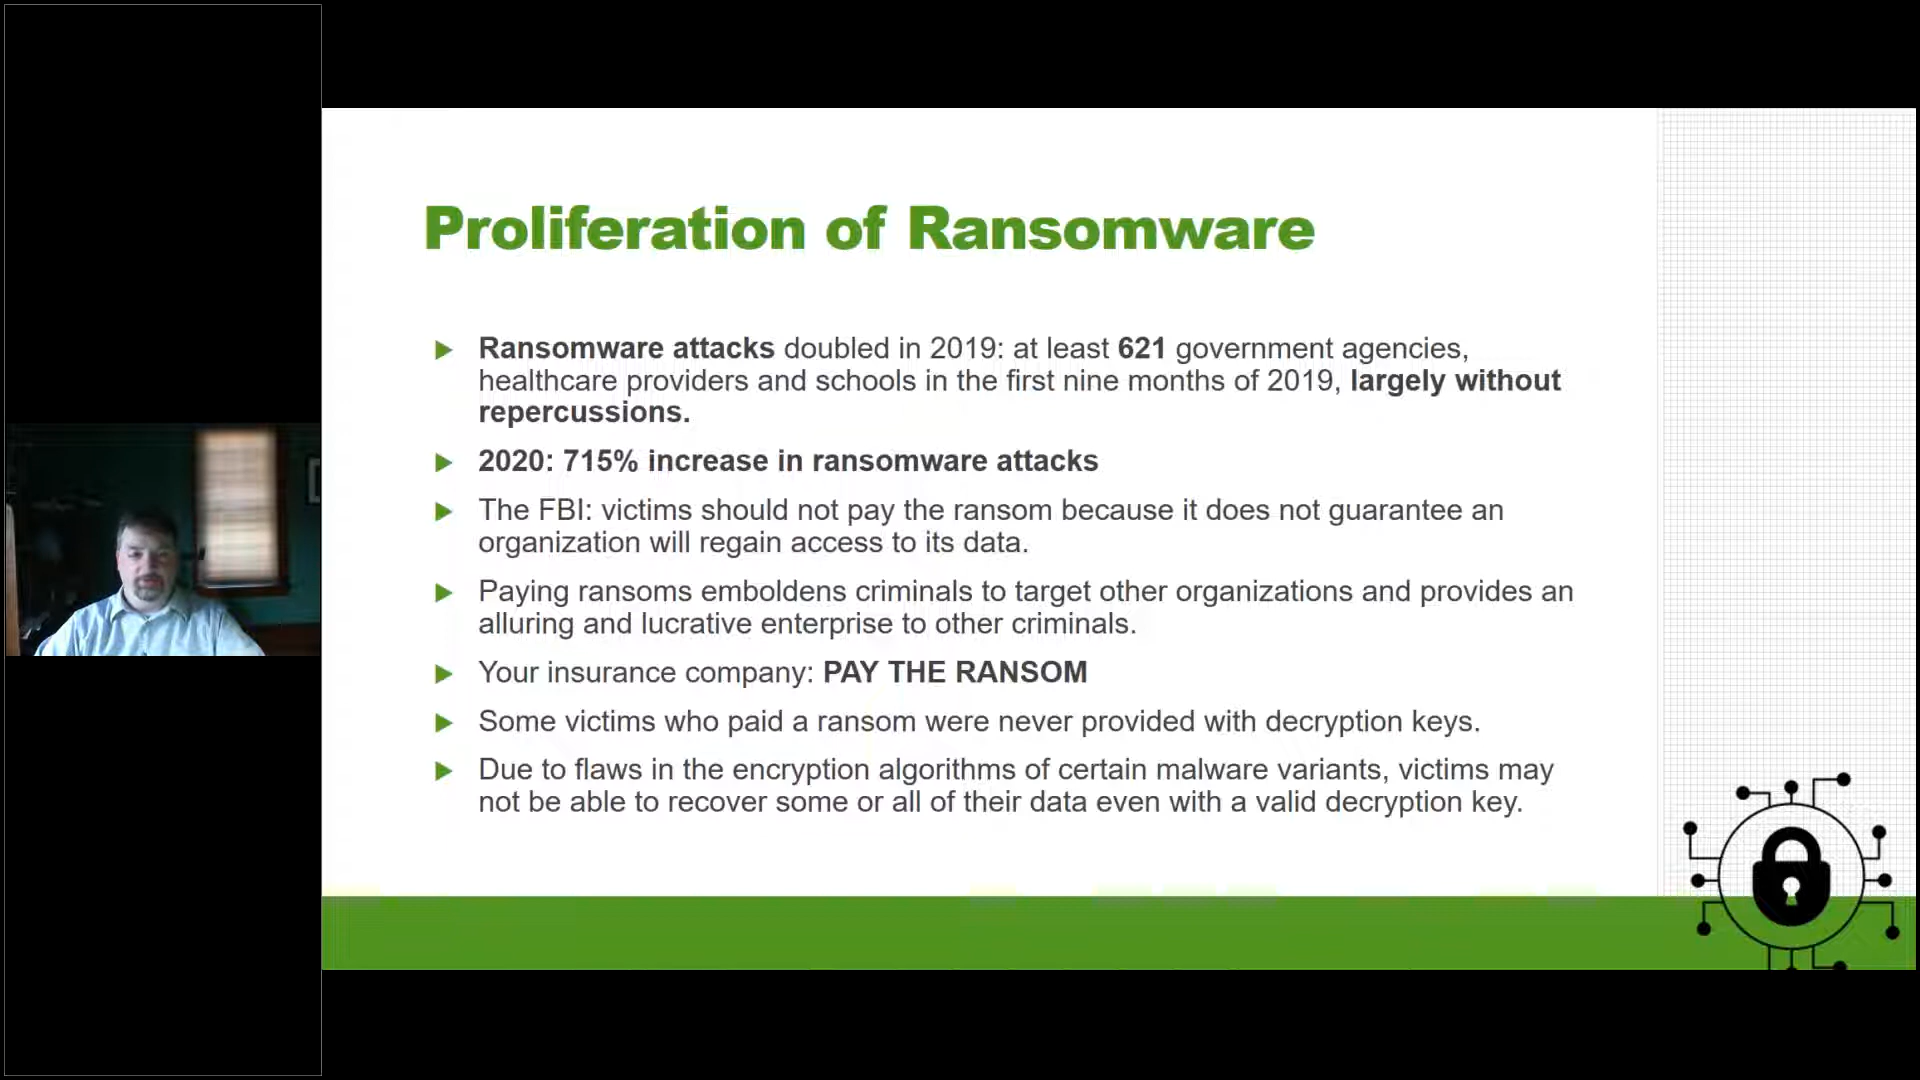 Proliferation of Ransomware
Ransomware attacks doubled in 2019: at least 621 government agencies,
healthcare providers and schools in the first nine months of 2019, largely without
repercussions.
2020: 715% increase in ransomware attacks
The FBI: victims should not pay the ransom because it does not guarantee an
organization will regain access to its data.
Paying ransoms emboldens criminals to target other organizations and provides an
alluring and lucrative enterprise to other criminals.
Your insurance company: PAY THE RANSOM
Some victims who paid a ransom were never provided with decryption keys.
Due to flaws in the encryption algorithms of certain malware variants, victims may
not be able to recover some or all of their data even with a valid decryption key.